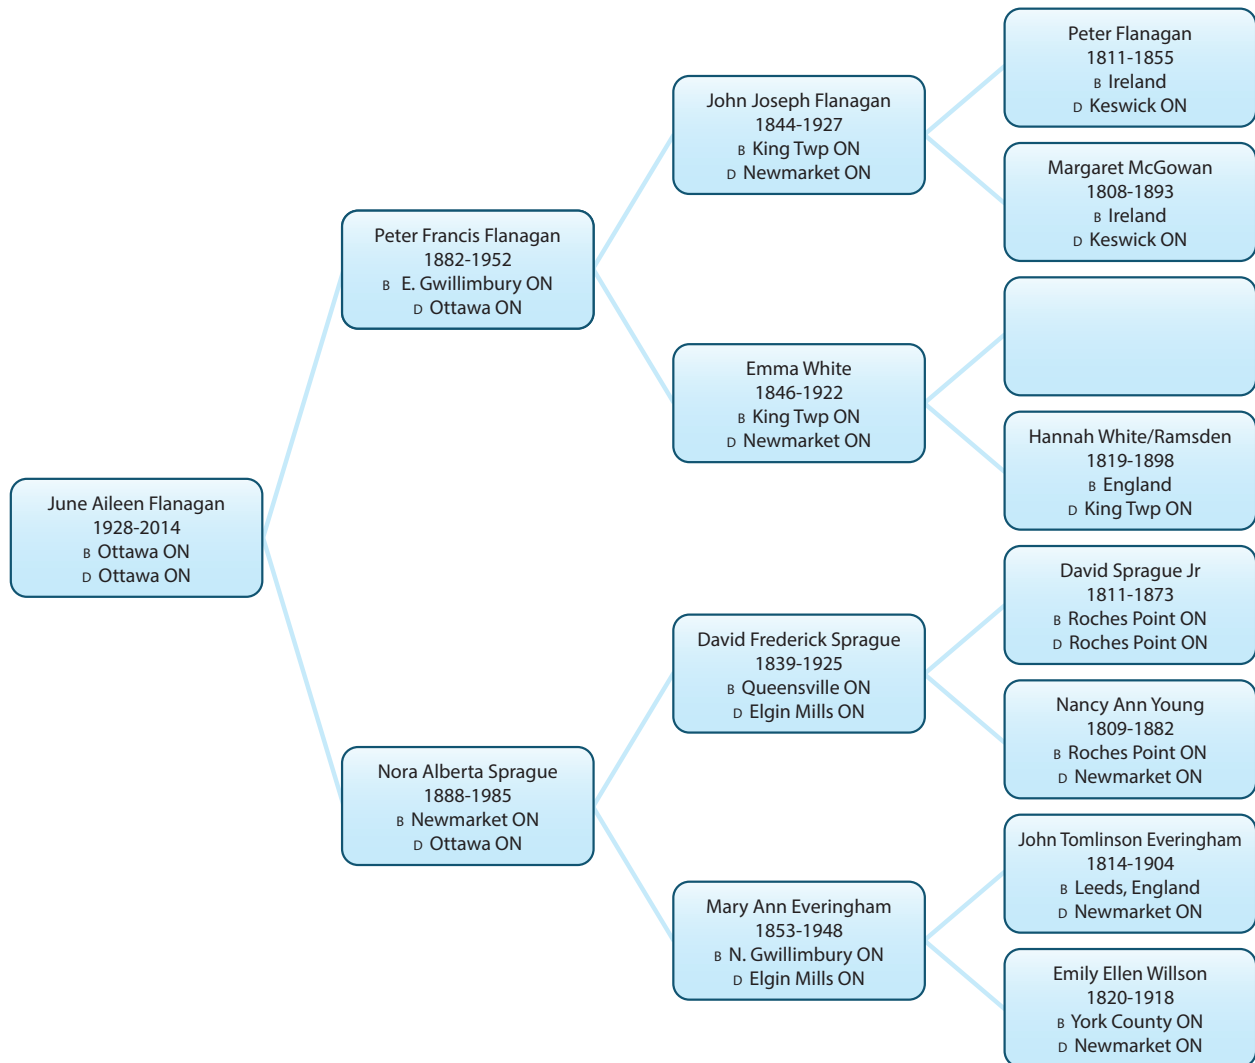 June Aileen Flanagan
1928-2014
B Ottawa ON
D Ottawa ON
Peter Francis Flanagan
1882-1952
B E. Gwillimbury ON
D Ottawa ON
Nora Alberta Sprague
1888-1985
B Newmarket ON
D Ottawa ON
John Joseph Flanagan
1844-1927
B King Twp ON
D Newmarket ON
Emma White
1846-1922
B King Twp ON
D Newmarket ON
David Frederick Sprague
1839-1925
B Queensville ON
D Elgin Mills ON
Mary Ann Everingham
1853-1948
B N. Gwillimbury ON
D Elgin Mills ON
Peter Flanagan
1811-1855
B Ireland
D Keswick ON
Margaret McGowan
1808-1893
B Ireland
D Keswick ON
Hannah White/Ramsden
1819-1898
B England
D King Twp ON
David Sprague Jr
1811-1873
B Roches Point ON
D Roches Point ON
Nancy Ann Young
1809-1882
B Roches Point ON
D Newmarket ON
John Tomlinson Everingham
1814-1904
B Leeds, England
D Newmarket ON
Emily Ellen Willson
1820-1918
B York County ON
D Newmarket ON